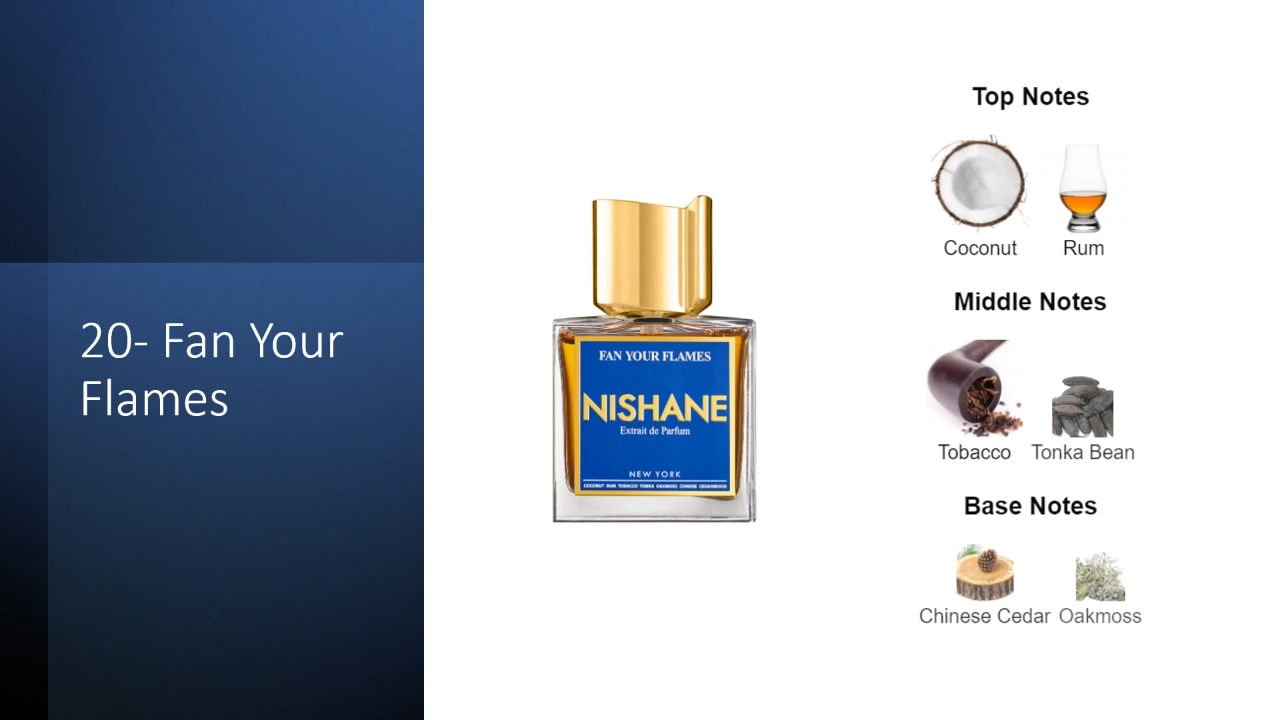 20- Fan Your
Flames
FAN YOUR FLAMES
NISHANE
Extrait de Parfum
NEW YORK
COCONUT RUM TOBACCO TONKA OAKMOSS CHINESE CEDARWOOD
Top Notes
Coconut Rum
Middle Notes
Tobacco Tonka Bean
Base Notes
Chinese Cedar Oakmoss